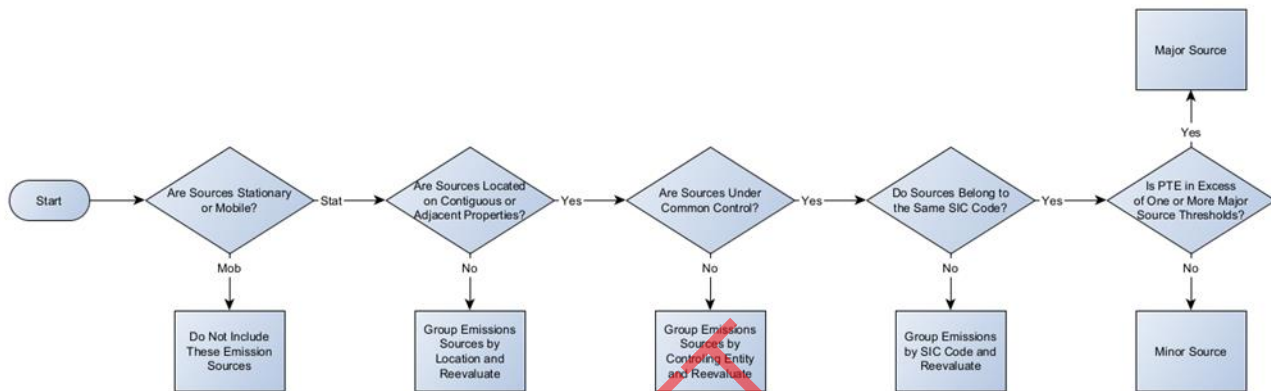 Major Source
Yes
Start
Are Sources Stationary
or Mobile?
Stat
Are Sources Located
on Contiguous or
Adjacent Properties?
Yes
Are Sources Under
Common Control?
Yes
Do Sources Belong to
the Same SIC Code?
Yes
Is PTE in Excess
of One or More Major
Source Thresholds?
Mob
No
No
No
No
Do Not Include
These Emission
Sources
Group Emissions
Sources by
Location and
Reevaluate
Group Emissions
Sources by
Controling Entity
and Reevaluate
Group Emissions
by SIC Code and
Reevaluate
Minor Source